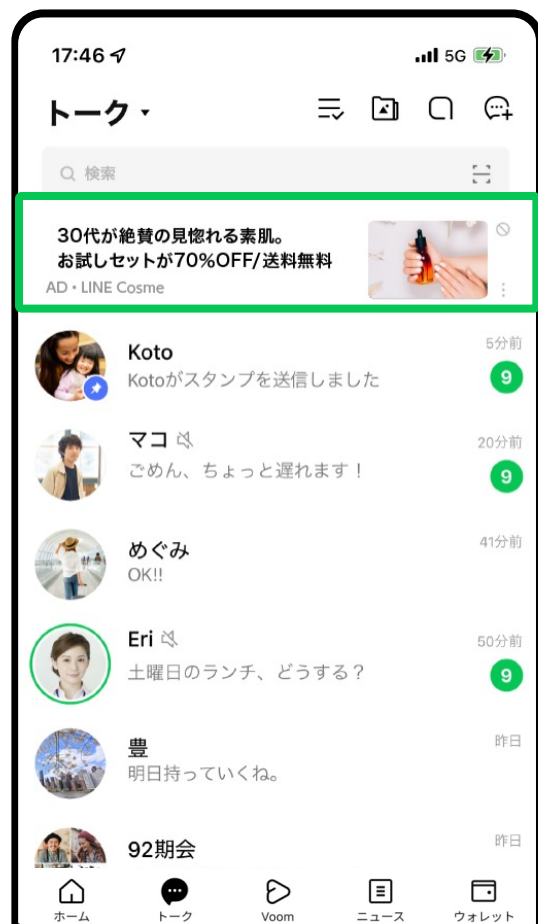 17:46
5G
トーク
検索
30代が絶賛の見惚れる素肌。
お試しセットが70%OFF/送料無料
AD・LINE Cosme
Koto
5分前
Kotoがスタンプを送信しました
9
マコ
20分前
ごめん、ちょっと遅れます！
9
めぐみ
41分前
OK!!
Eri
50分前
土曜日のランチ、どうする？
9
豊
昨日
明日持っていくね。
92期会
昨日
ホーム
トーク
Voom
ニュース
ウォレット